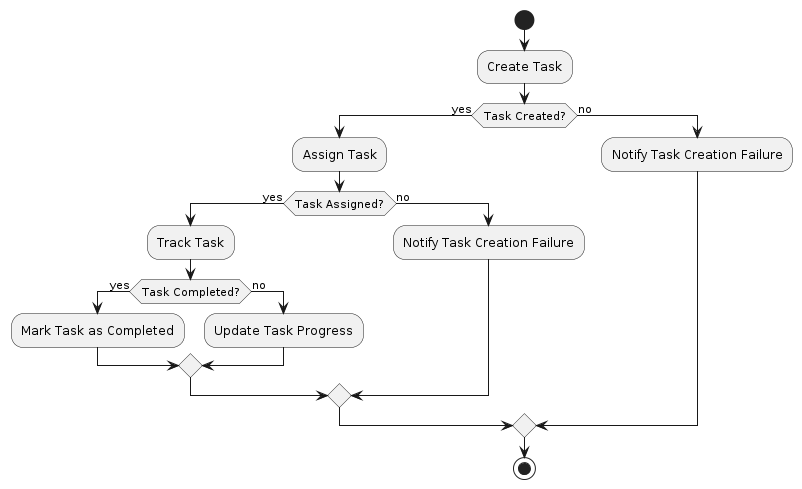 Create Task
yes
Task Created?
no
Assign Task
Notify Task Creation Failure
yes
Task Assigned?
no
Track Task
Notify Task Creation Failure
yes
Task Completed?
no
Mark Task as Completed
Update Task Progress